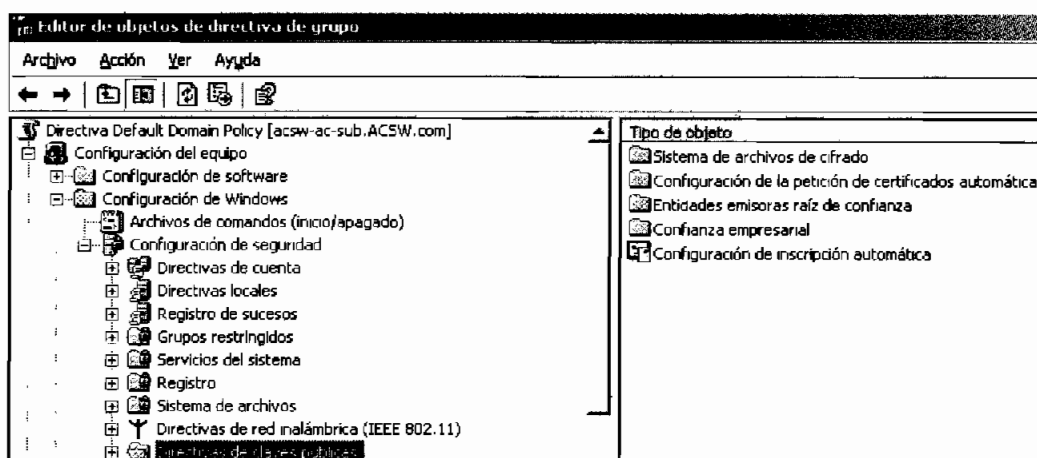 Editor de objetos de directiva de grupo
Archivo Acción Ver Ayuda
Directiva Default Domain Policy [acsw-ac-sub.ACSW.com]
Configuración del equipo
Configuración de software
Configuración de Windows
Archivos de comandos (inicio/apagado)
Configuración de seguridad
Directivas de cuenta
Directivas locales
Registro de sucesos
Grupos restringidos
Servicios del sistema
Registro
Sistema de archivos
Directivas de red inalámbrica (IEEE 802.11)
Directivas de claves públicas
Tipo de objeto
Sistema de archivos de cifrado
Configuración de la petición de certificados automática
Entidades emisoras raíz de confianza
Confianza empresarial
Configuración de inscripción automática